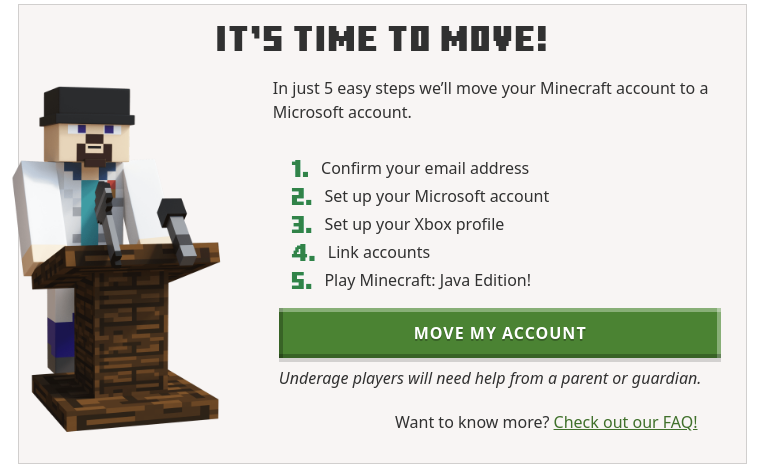 IT'S TIME TO MOVE!
In just 5 easy steps we’ll move your Minecraft account to a
Microsoft account.
1. Confirm your email address
2. Set up your Microsoft account
3. Set up your Xbox profile
4. Link accounts
5. Play Minecraft: Java Edition!
MOVE MY ACCOUNT
Underage players will need help from a parent or guardian.
Want to know more? Check out our FAQ!